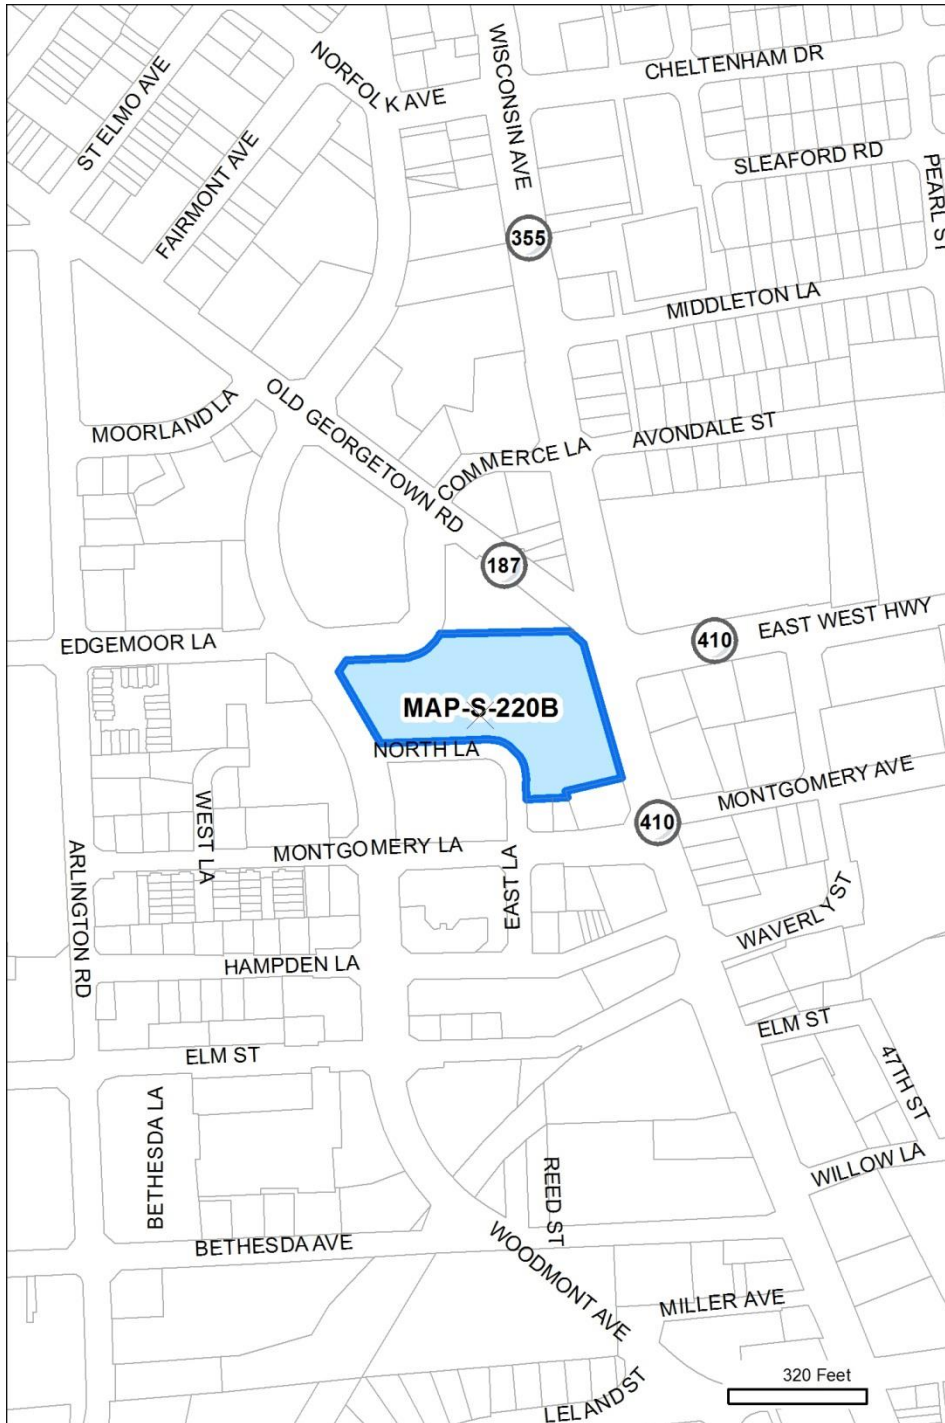 NORFOLK AVE
WISCONSIN AVE
CHELTENHAM DR
ST ELMO AVE
FAIRMONT AVE
SLEAFORD RD
PEARL ST
355
MIDDLETON LA
MOORLAND LA
OLD GEORGETOWN RD
COMMERCE LA
AVONDALE ST
187
EAST WEST HWY
410
EDGEMOOR LA
MAP-S-220B
NORTH LA
MONTGOMERY AVE
410
WEST LA
MONTGOMERY LA
EAST LA
ARLINGTON RD
WAVERLY ST
HAMPDEN LA
ELM ST
ELM ST
47TH ST
BETHESDA LA
REED ST
WILLOW LA
BETHESDA AVE
WOODMONT AVE
MILLER AVE
320 Feet
LELAND ST